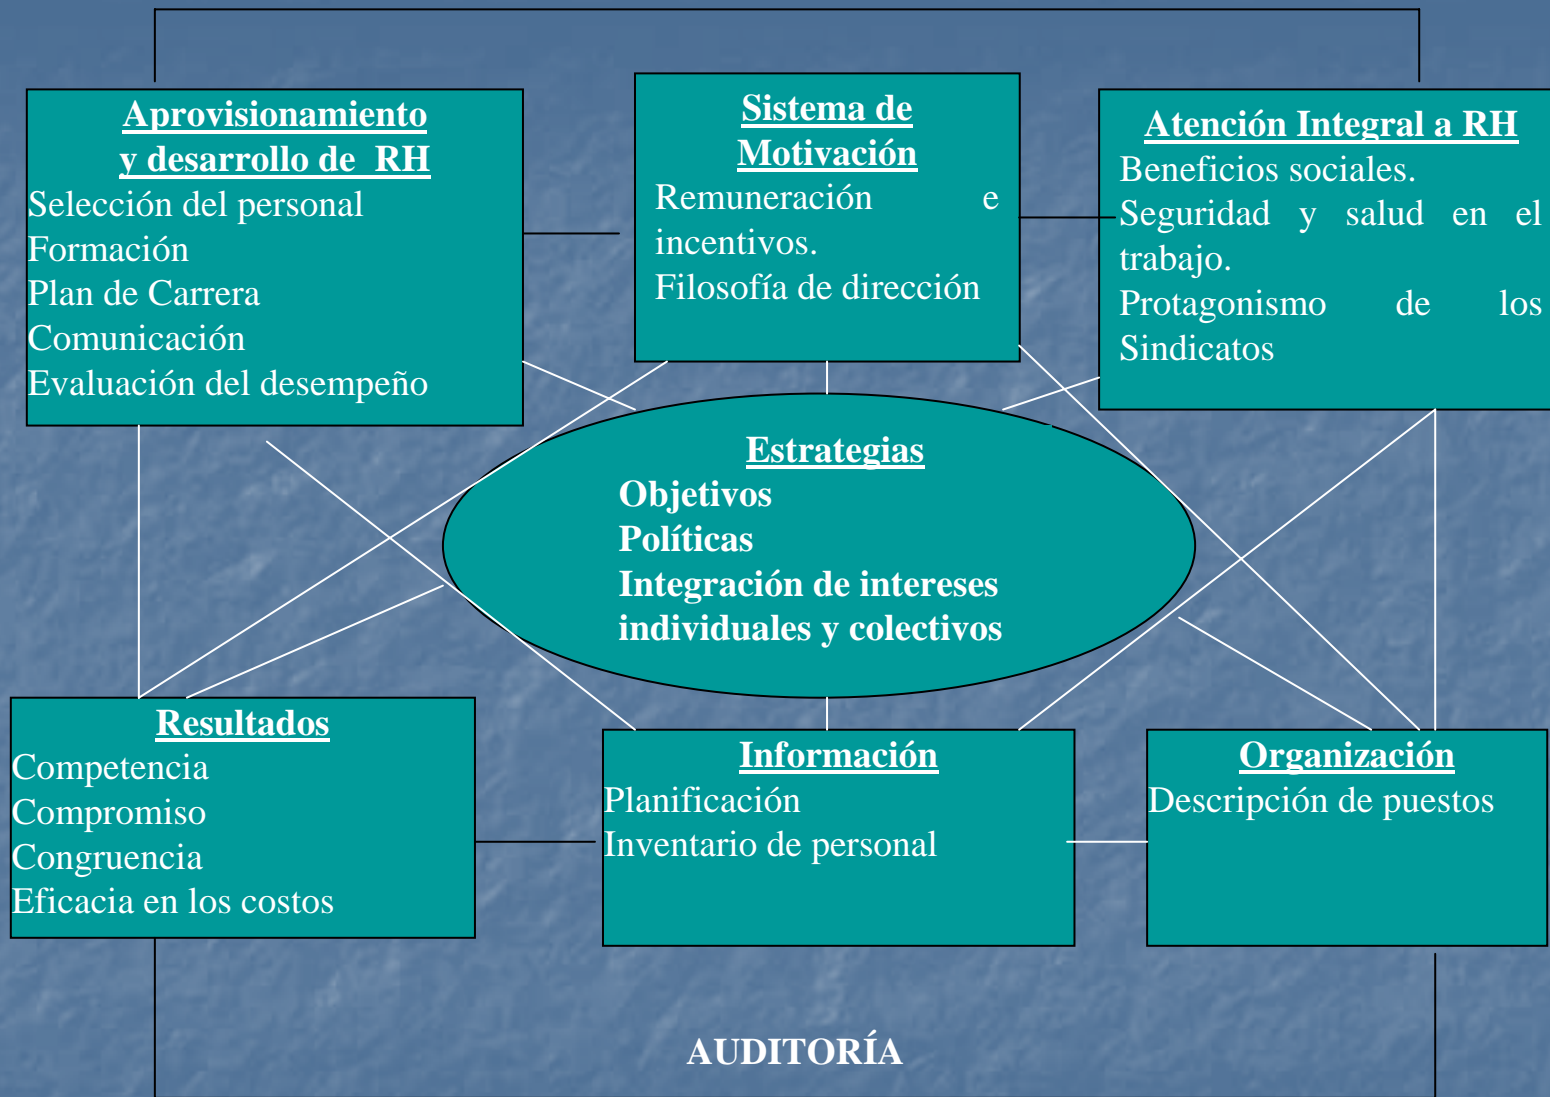 Aprovisionamiento
y desarrollo de RH
Selección del personal
Formación
Plan de Carrera
Comunicación
Evaluación del desempeño
Sistema de
Motivación
Remuneración e
incentivos.
Filosofía de dirección
Atención Integral a RH
Beneficios sociales.
Seguridad y salud en el
trabajo.
Protagonismo de los
Sindicatos
Estrategias
Objetivos
Políticas
Integración de intereses
individuales y colectivos
Resultados
Competencia
Compromiso
Congruencia
Eficacia en los costos
Información
Planificación
Inventario de personal
Organización
Descripción de puestos
AUDITORÍA